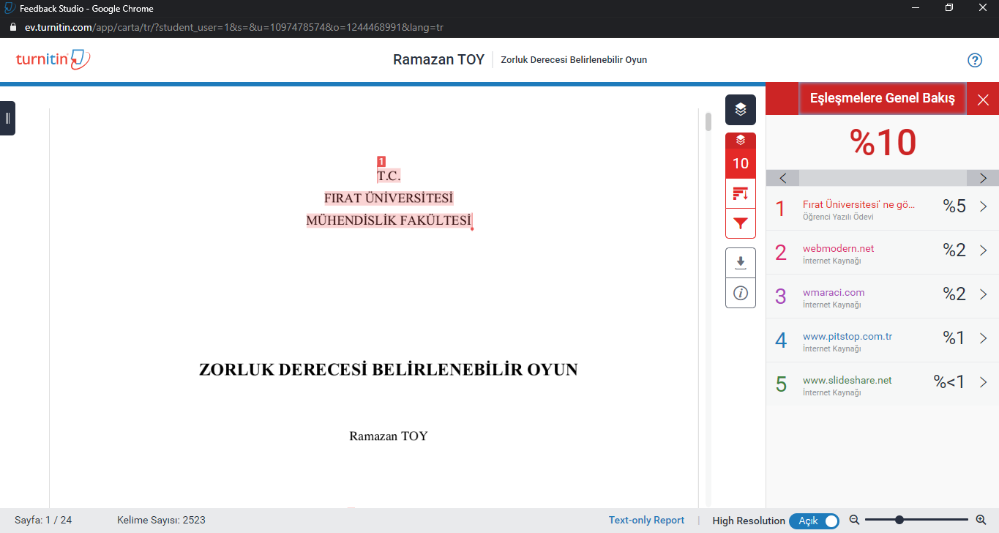 Feedback Studio - Google Chrome
ev.turnitin.com/app/carta/tr/?student_user=1&s=&u=1097478574&o=1244468991&lang=tr
turnitin
Ramazan TOY
Zorluk Derecesi Belirlenebilir Oyun
?
1
T.C.
FIRAT ÜNİVERSİTESİ
MÜHENDİSLİK FAKÜLTESİ
ZORLUK DERECESİ BELİRLENEBİLİR OYUN
Ramazan TOY
10
i
Eşleşmelere Genel Bakış
%10
1 Fırat Üniversitesi' ne gö... %5
Öğrenci Yazılı Ödevi
2 webmodern.net %2
İnternet Kaynağı
3 wmaraci.com %2
İnternet Kaynağı
4 www.pitstop.com.tr %1
İnternet Kaynağı
5 www.slideshare.net %<1
İnternet Kaynağı
Sayfa: 1 / 24
Kelime Sayısı: 2523
Text-only Report
High Resolution
Açık